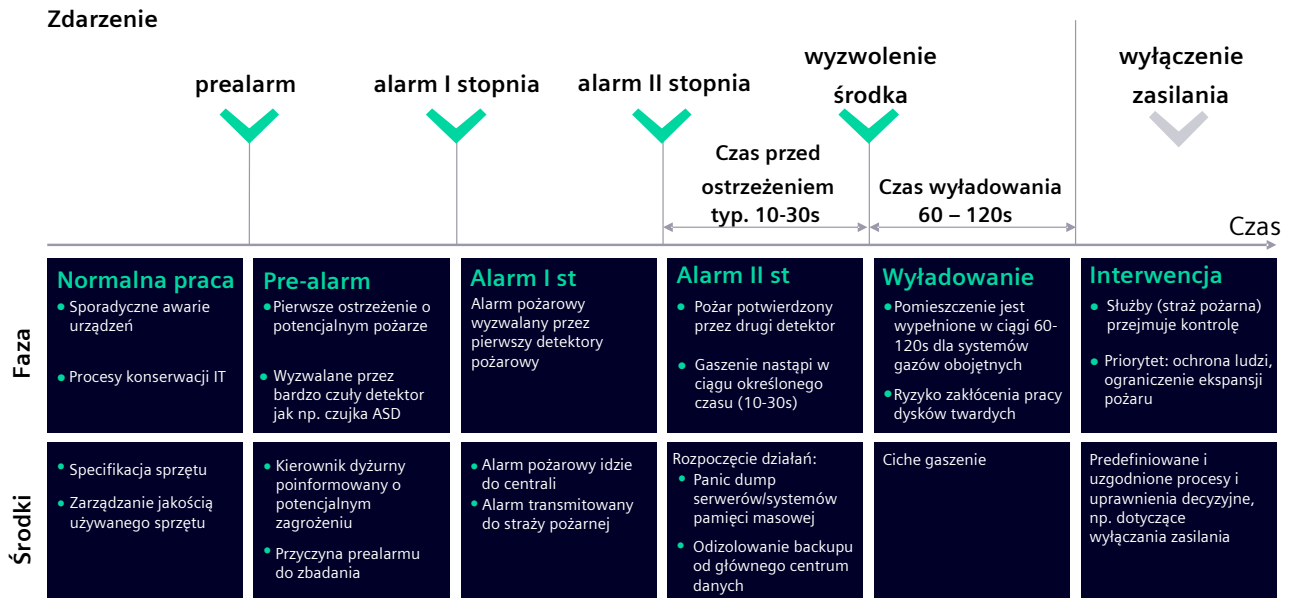 Zdarzenie
prealarm
alarm I stopnia
alarm II stopnia
wyzwolenie
środka
wyłączenie
zasilania
Czas przed
ostrzeżeniem
typ. 10-30s
Czas wyładowania
60 – 120s
Czas
Faza
Normalna praca
Sporadyczne awarie
urządzeń
Procesy konserwacji IT
Pre-alarm
Pierwsze ostrzeżenie o
potencjalnym pożarze
Wyzwalane przez
bardzo czuły detektor
jak np. czujka ASD
Alarm I st
Alarm pożarowy
wyzwalany przez
pierwszy detektory
pożarowy
Alarm II st
Pożar potwierdzony
przez drugi detektor
Gaszenie nastąpi w
ciągu określonego
czasu (10-30s)
Wyładowanie
Pomieszczenie jest
wypełnione w ciągi 60-
120s dla systemów
gazów obojętnych
Ryzyko zakłócenia pracy
dysków twardych
Interwencja
Służby (straż pożarna)
przejmuje kontrolę
Priorytet: ochrona ludzi,
ograniczenie ekspansji
pożaru
Środki
Specyfikacja sprzętu
Zarządzanie jakością
używanego sprzętu
Kierownik dyżurny
poinformowany o
potencjalnym
zagrożeniu
Przyczyna prealarmu
do zbadania
Alarm pożarowy idzie
do centrali
Alarm transmitowany
do straży pożarnej
Rozpoczęcie działań:
Panic dump
serwerów/systemów
pamięci masowej
Odizolowanie backupu
od głównego centrum
danych
Ciche gaszenie
Predefiniowane i
uzgodnione procesy i
uprawnienia decyzyjne,
np. dotyczące
wyłączania zasilania